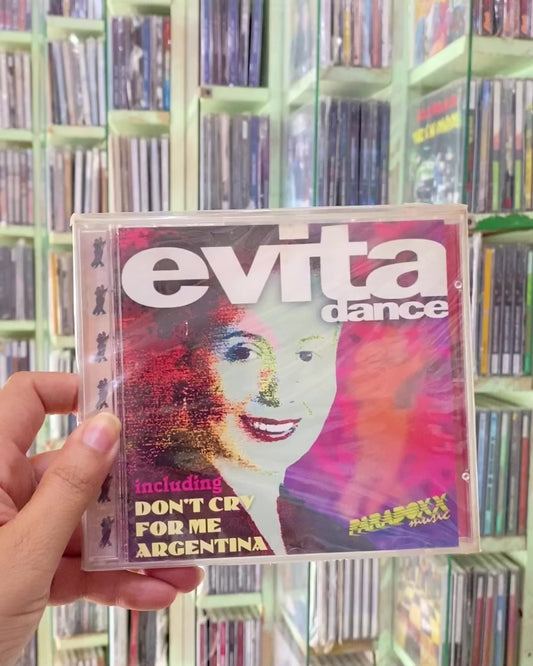 evita
dance
including
DON'T CRY
FOR ME
ARGENTINA
PARADOXX
music